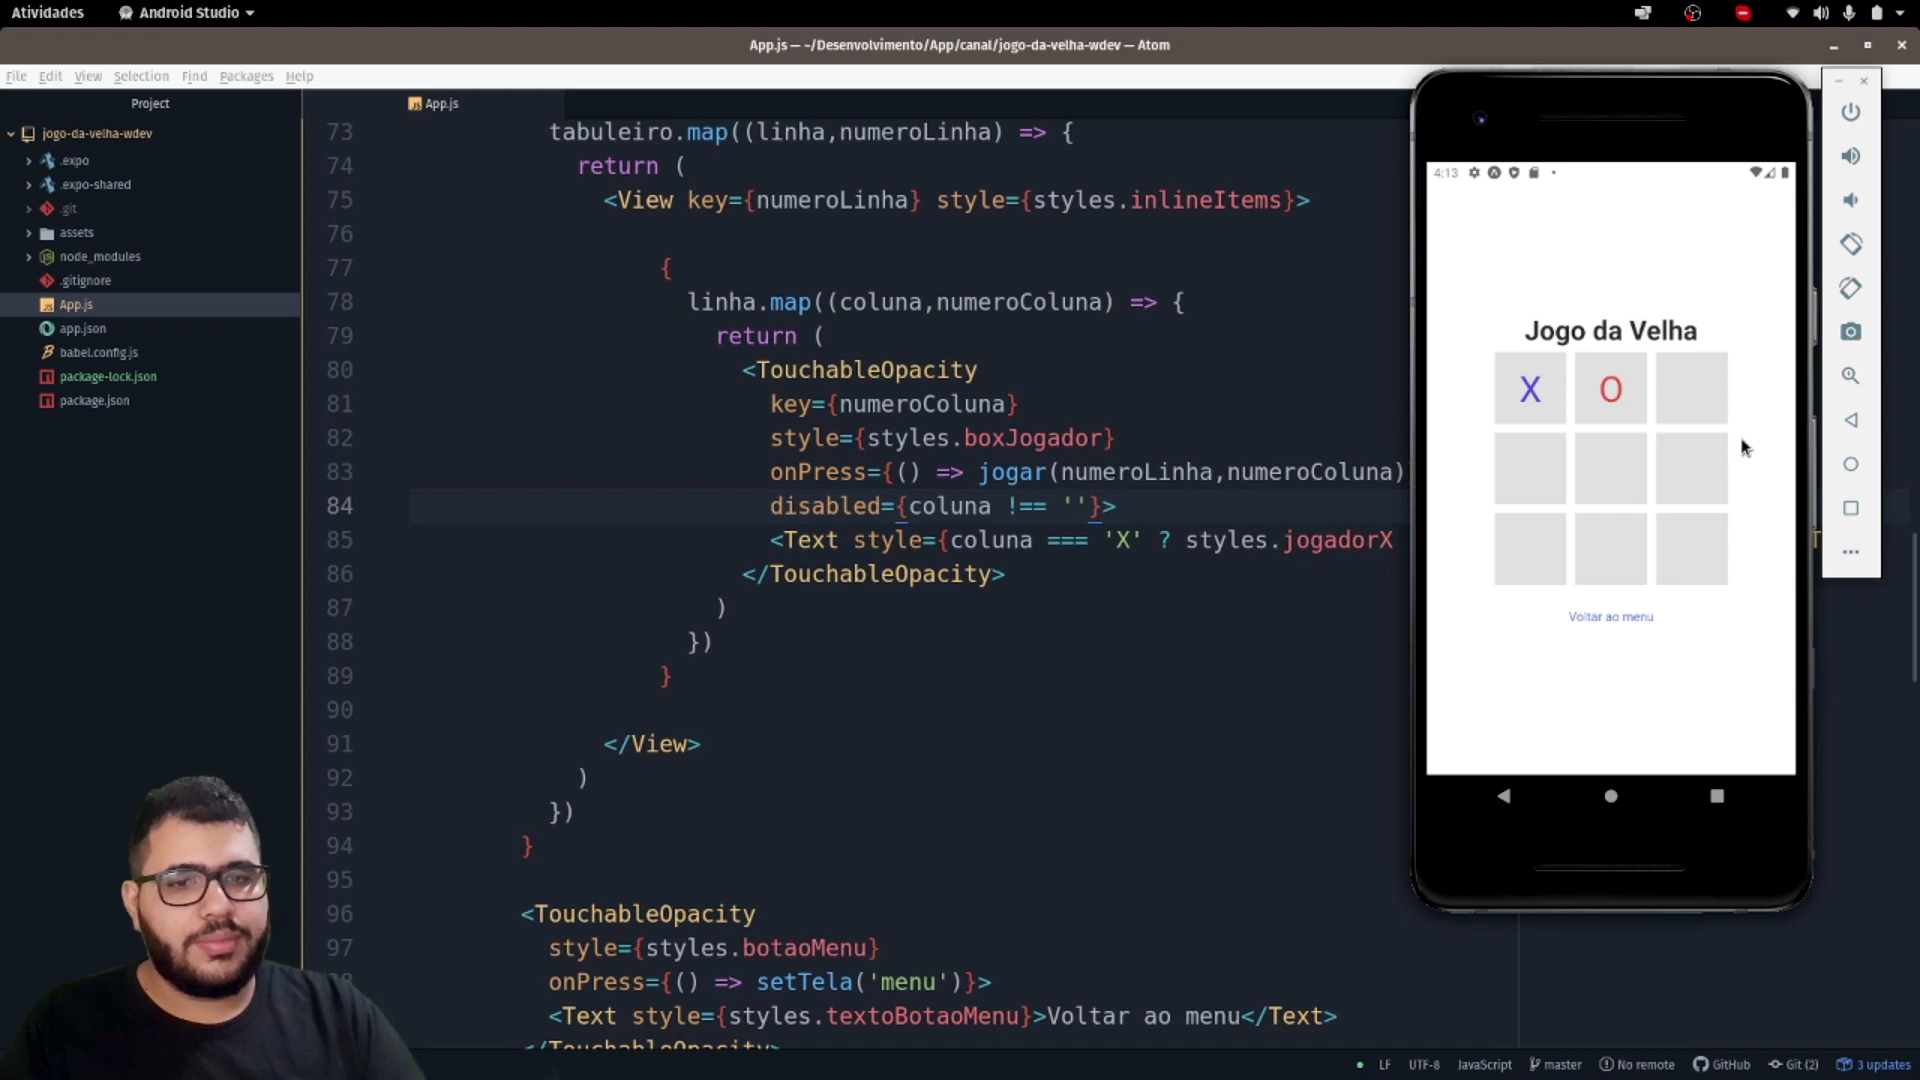 Atividades
Android Studio
App.js — ~/Desenvolvimento/App/canal/jogo-da-velha-wdev — Atom
File Edit View Selection Find Packages Help
Project
jogo-da-velha-wdev
.expo
.expo-shared
.git
assets
node_modules
.gitignore
App.js
app.json
babel.config.js
package-lock.json
package.json
App.js
73 tabuleiro.map((linha,numeroLinha) => {
74 return (
75 <View key={numeroLinha} style={styles.inlineItems}>
76
77 {
78 linha.map((coluna,numeroColuna) => {
79 return (
80 <TouchableOpacity
81 key={numeroColuna}
82 style={styles.boxJogador}
83 onPress={() => jogar(numeroLinha,numeroColuna)
84 disabled={coluna !== ''}>
85 <Text style={coluna === 'X' ? styles.jogadorX
86 </TouchableOpacity>
87 )
88 })
89 }
90
91 </View>
92 )
93 })
94 }
95
96 <TouchableOpacity
97 style={styles.botaoMenu}
onPress={() => setTela('menu')}>
<Text style={styles.textoBotaoMenu}>Voltar ao menu</Text>
</TouchableOpacity>
4:13
Jogo da Velha
X O
Voltar ao menu
LF UTF-8 JavaScript master No remote GitHub Git (2) 3 updates